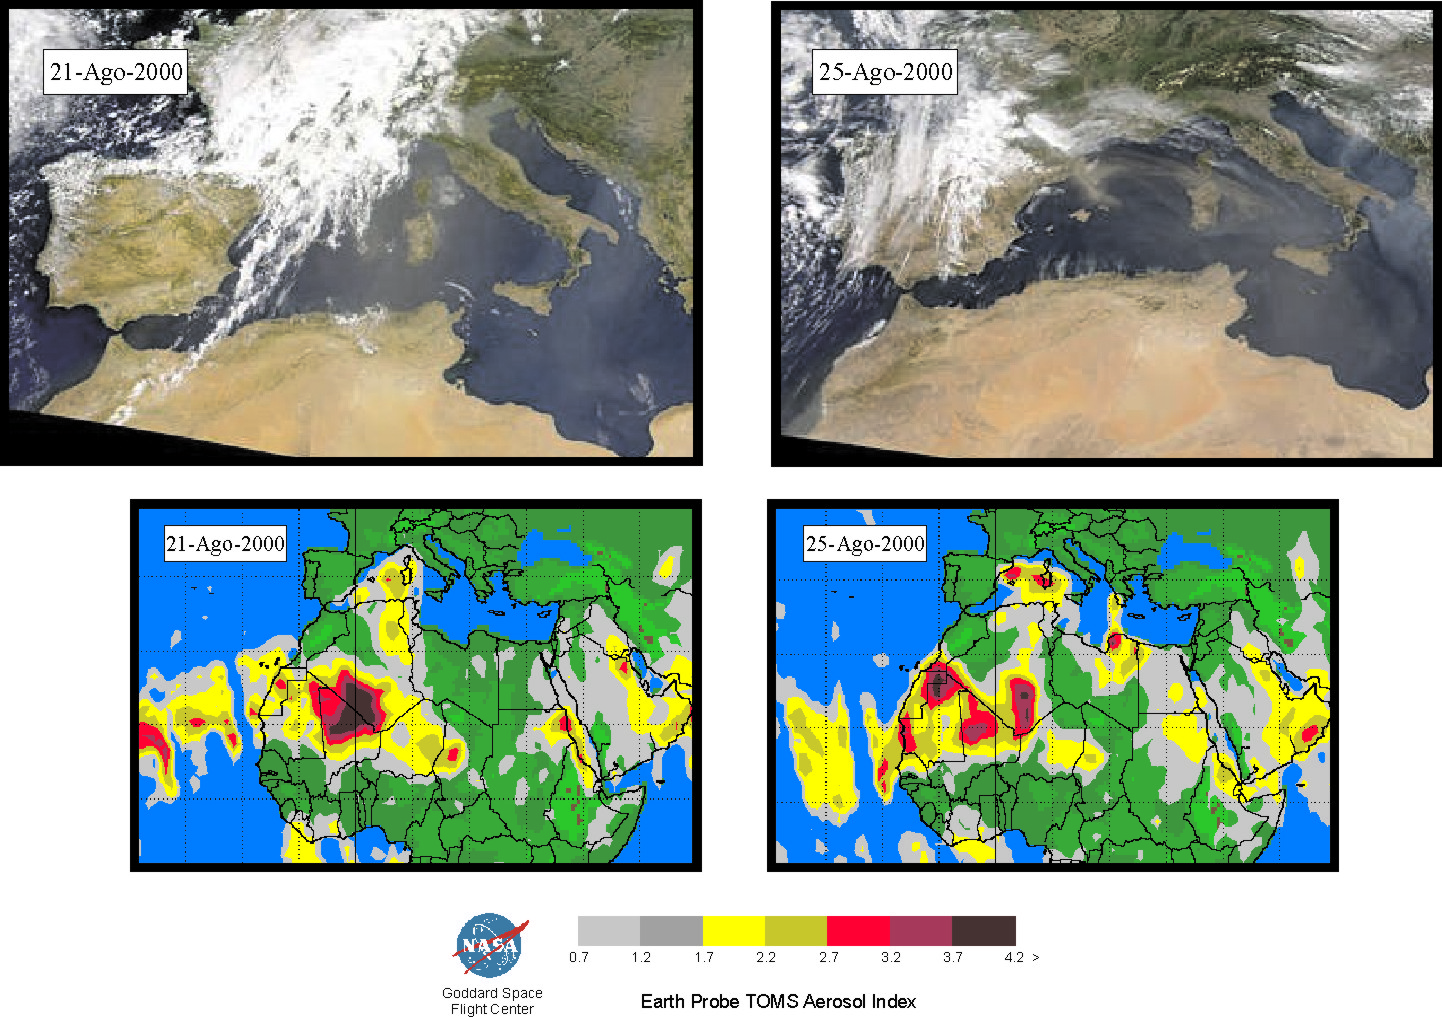 21-Ago-2000
25-Ago-2000
21-Ago-2000
25-Ago-2000
NASA
Goddard Space
Flight Center
0.7 1.2 1.7 2.2 2.7 3.2 3.7 4.2 >
Earth Probe TOMS Aerosol Index